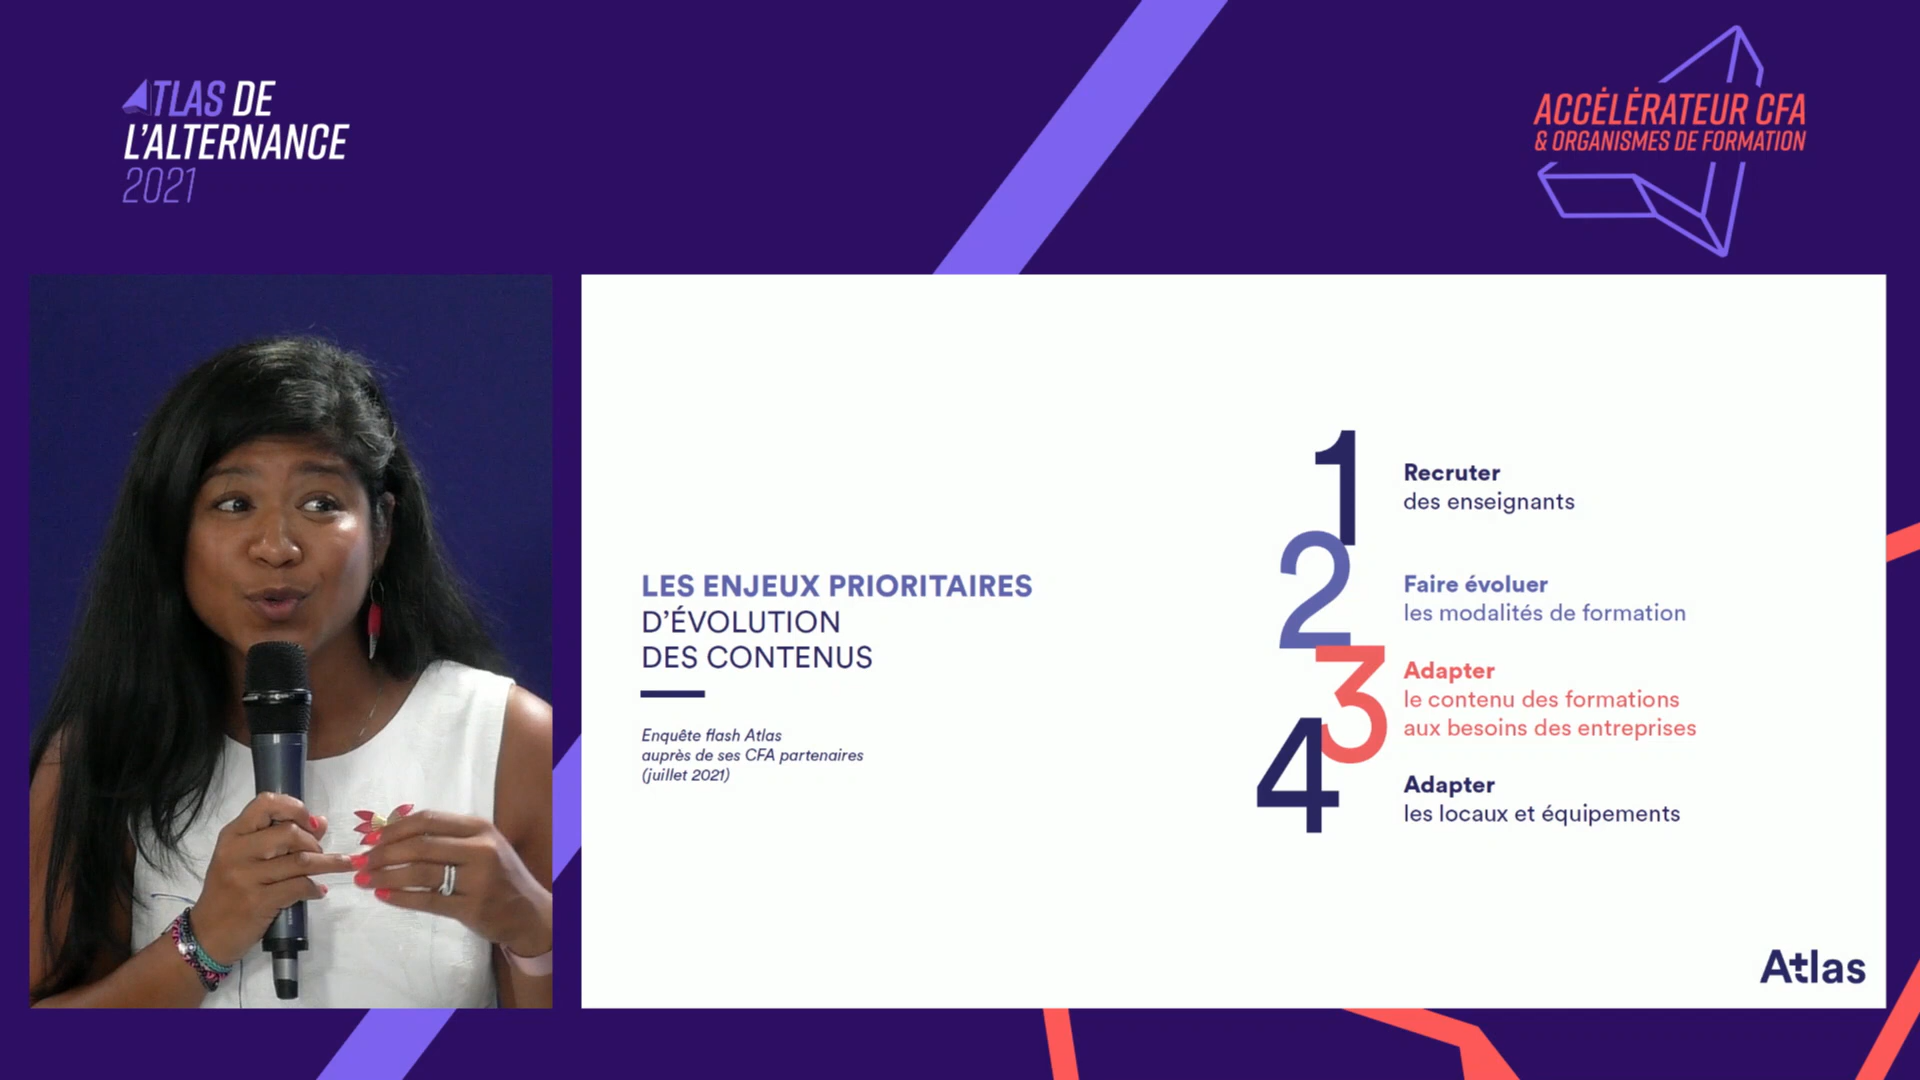 ATLAS DE
L'ALTERNANCE
2021
ACCÉLÉRATEUR CFA
& ORGANISMES DE FORMATION
LES ENJEUX PRIORITAIRES
D'ÉVOLUTION
DES CONTENUS
Enquête flash Atlas
auprès de ses CFA partenaires
(juillet 2021)
1
Recruter
des enseignants
2
Faire évoluer
les modalités de formation
3
Adapter
le contenu des formations
aux besoins des entreprises
4
Adapter
les locaux et équipements
Atlas